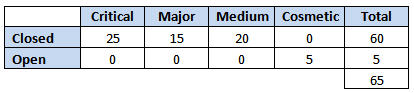 Critical Major Medium Cosmetic Total
Closed 25 15 20 0 60
Open 0 0 0 5 5
65